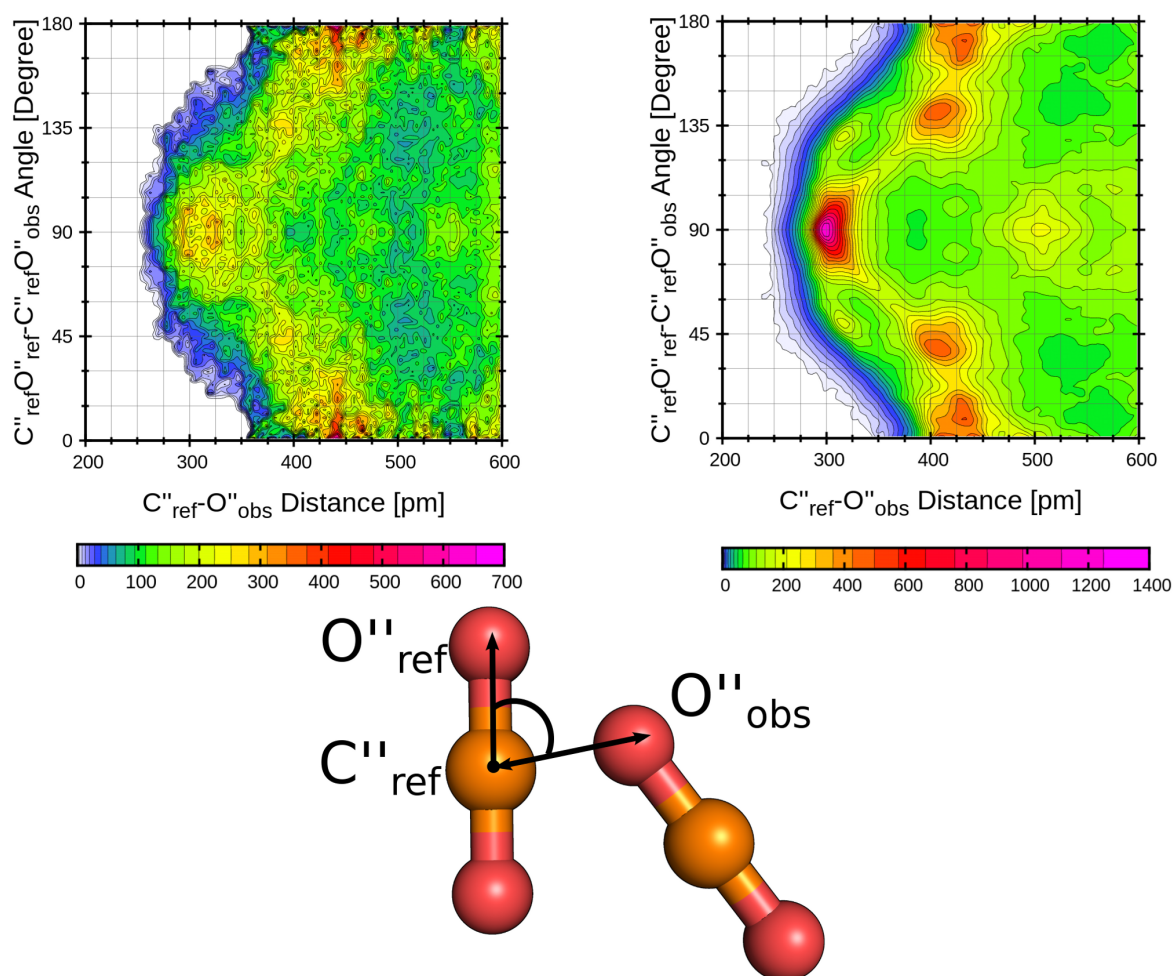 180
135
90
45
0
C''refO''ref-C''refO''obs Angle [Degree]
200 300 400 500 600
C''ref-O''obs Distance [pm]
0 100 200 300 400 500 600 700
180
135
90
45
0
C''refO''ref-C''refO''obs Angle [Degree]
200 300 400 500 600
C''ref-O''obs Distance [pm]
0 200 400 600 800 1000 1200 1400
O''ref
O''obs
C''ref